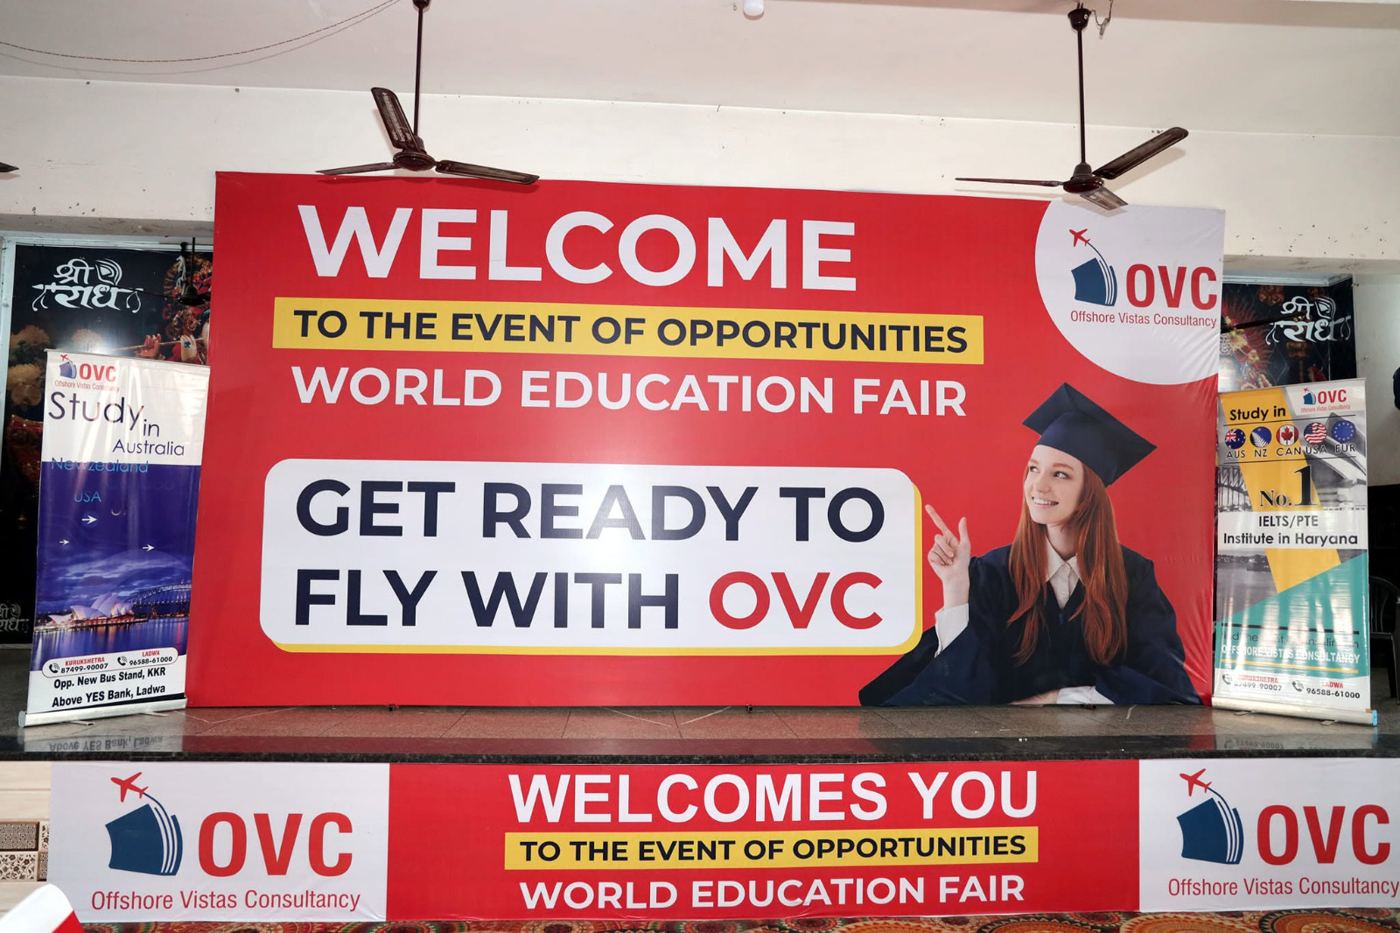 WELCOME
TO THE EVENT OF OPPORTUNITIES
WORLD EDUCATION FAIR
GET READY TO
FLY WITH OVC
OVC
Offshore Vistas Consultancy
श्री
राधे
OVC
Offshore Vistas Consultancy
Study in
Australia
Newzealand
USA
KURUKSHETRA
87499-90007
LADWA
96588-61000
Opp. New Bus Stand, KKR
Above YES Bank, Ladwa
श्री
राधे
OVC
Offshore Vistas Consultancy
Study in
AUS NZ CAN USA EUR
No.1
IELTS/PTE
Institute in Haryana
OFFSHORE VISTAS CONSULTANCY
KURUKSHETRA
87499-90007
LADWA
96588-61000
OVC
Offshore Vistas Consultancy
WELCOMES YOU
TO THE EVENT OF OPPORTUNITIES
WORLD EDUCATION FAIR
OVC
Offshore Vistas Consultancy